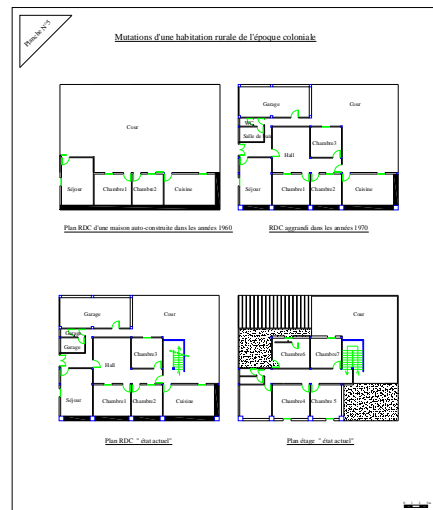 Planche N°5
Mutations d'une habitation rurale de l'époque coloniale
Cour
Séjour
Chambre1
Chambre2
Cuisine
Plan RDC d'une maison auto-construite dans les années 1960
Garage
Cour
WC
Salle de bain
Hall
Chambre3
Séjour
Chambre1
Chambre2
Cuisine
RDC aggrandi dans les années 1970
Garage
Cour
Garage
Hall
Chambre3
Séjour
Chambre1
Chambre2
Cuisine
Plan RDC " état actuel"
Cour
Chambre6
Chambre7
Chambre4
Chambre 5
Plan étage " état actuel"